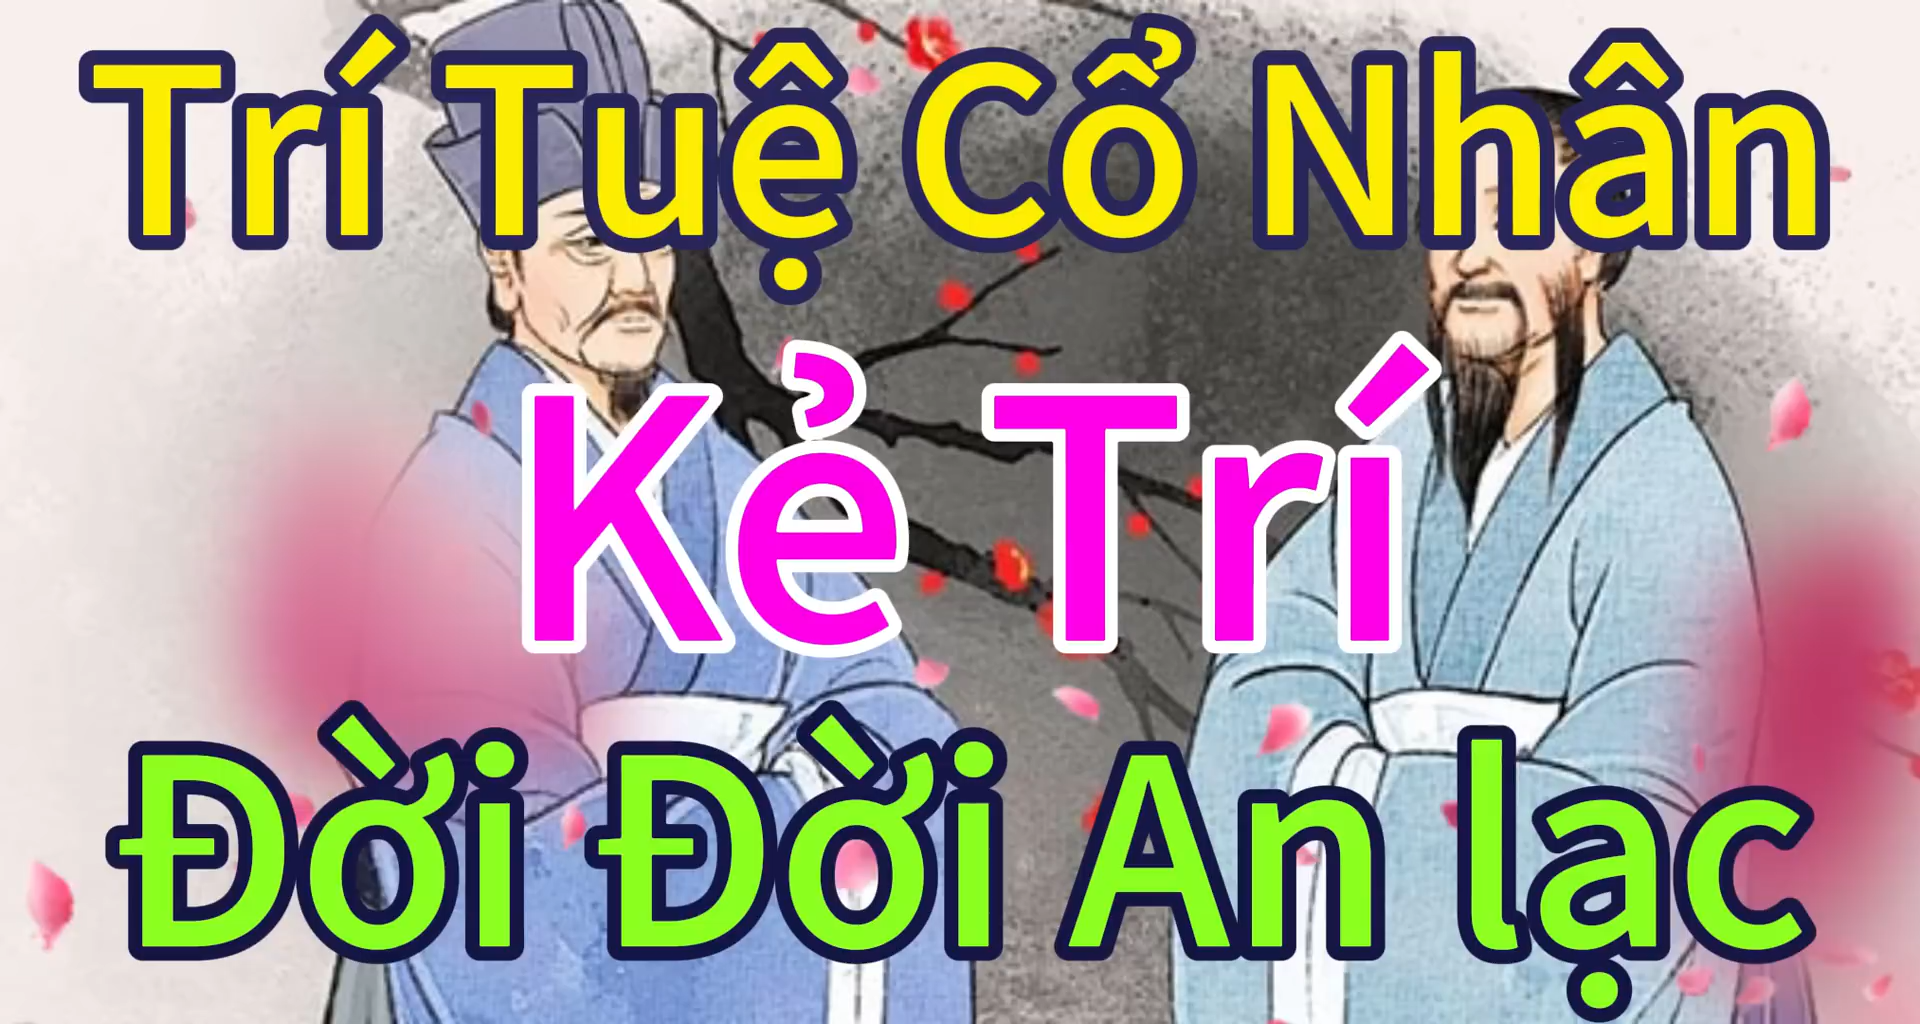 Trí Tuệ Cổ Nhân
Kẻ Trí
Đời Đời An lạc